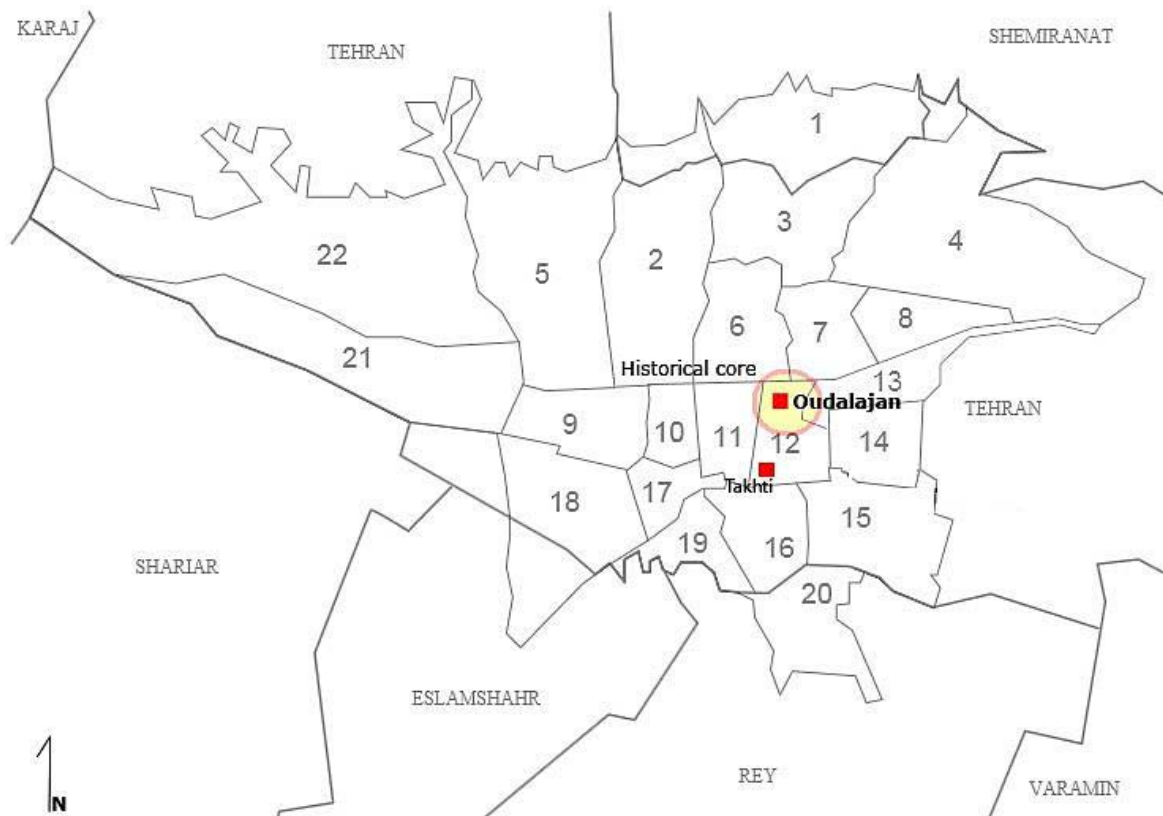 KARAJ
TEHRAN
SHEMIRANAT
1
3
4
22
5
2
6
7
8
21
Historical core
13
Oudalajan
TEHRAN
9
10
11
12
14
Takhti
17
18
15
19
16
SHARIAR
20
ESLAMSHAHR
REY
VARAMIN
N